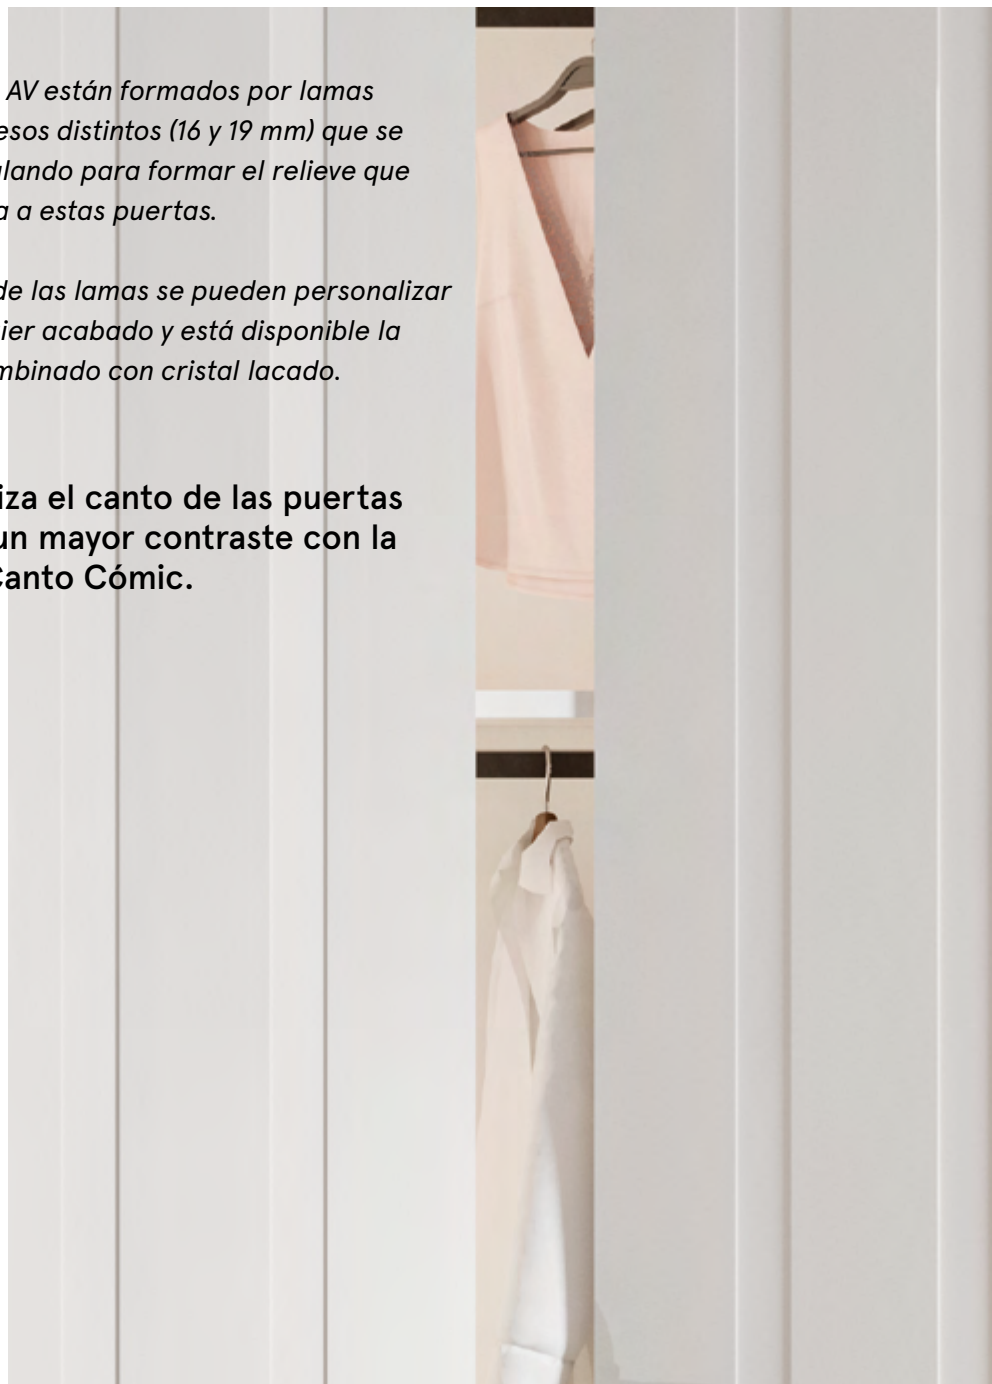 AV están formados por lamas
esos distintos (16 y 19 mm) que se
lando para formar el relieve que
a a estas puertas.
de las lamas se pueden personalizar
ier acabado y está disponible la
mbinado con cristal lacado.
iza el canto de las puertas
un mayor contraste con la
Canto Cómic.